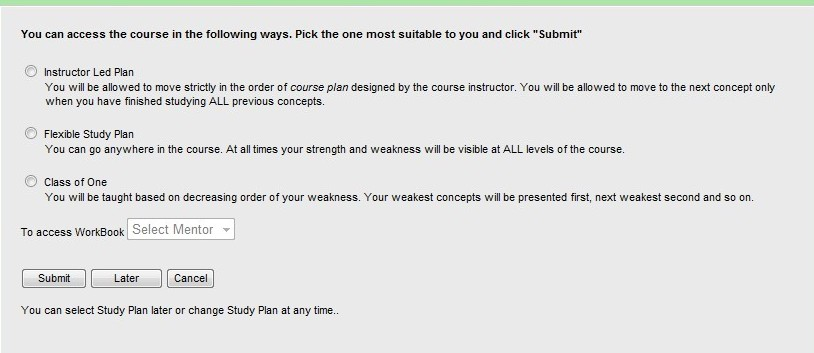 You can access the course in the following ways. Pick the one most suitable to you and click "Submit"
Instructor Led Plan
You will be allowed to move strictly in the order of course plan designed by the course instructor. You will be allowed to move to the next concept only
when you have finished studying ALL previous concepts.
Flexible Study Plan
You can go anywhere in the course. At all times your strength and weakness will be visible at ALL levels of the course.
Class of One
You will be taught based on decreasing order of your weakness. Your weakest concepts will be presented first, next weakest second and so on.
To access WorkBook Select Mentor
Submit Later Cancel
You can select Study Plan later or change Study Plan at any time..